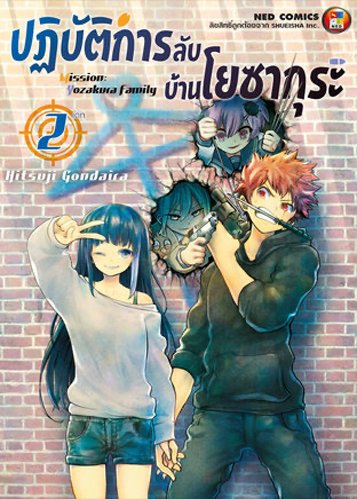 NED COMICS
ลิขสิทธิ์ถูกต้องจาก SHUEISHA Inc.
NED
ปฏิบัติการลับ
บ้านโยซากุระ
Mission:
Yozakura Family
2
Hitsuji Gondaira